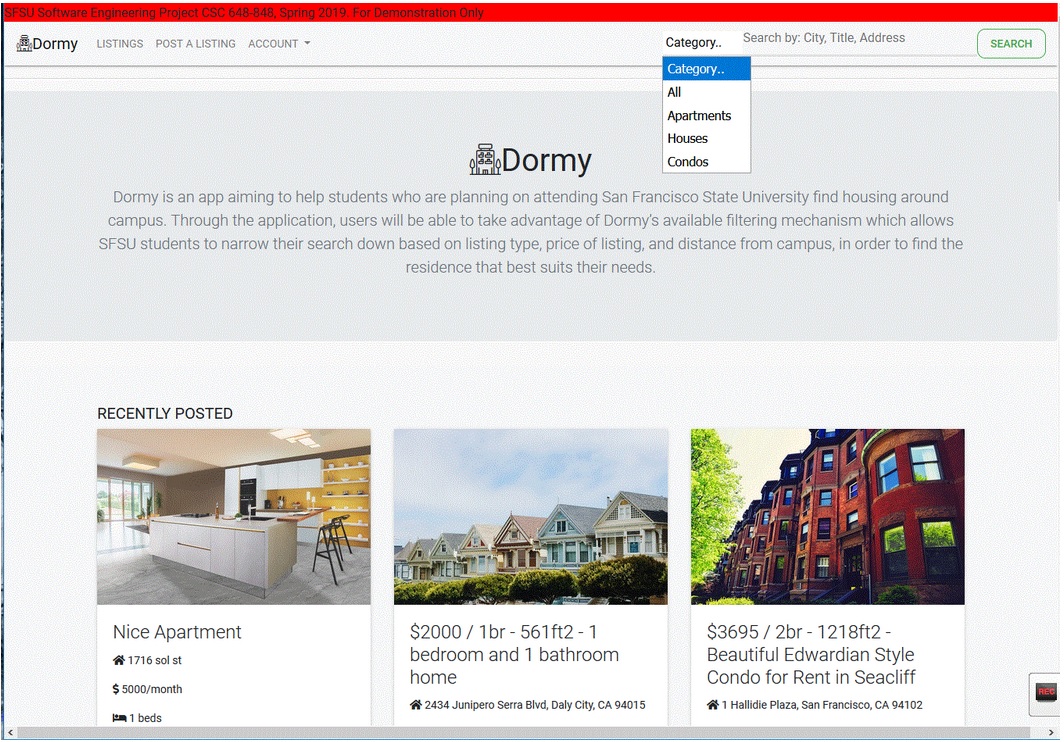 SFSU Software Engineering Project CSC 648-848, Spring 2019. For Demonstration Only
Dormy LISTINGS POST A LISTING ACCOUNT Category.. Search by: City, Title, Address SEARCH
Category..
All
Apartments
Houses
Condos
Dormy
Dormy is an app aiming to help students who are planning on attending San Francisco State University find housing around
campus. Through the application, users will be able to take advantage of Dormy's available filtering mechanism which allows
SFSU students to narrow their search down based on listing type, price of listing, and distance from campus, in order to find the
residence that best suits their needs.
RECENTLY POSTED
Nice Apartment
1716 sol st
$ 5000/month
1 beds
$2000 / 1br - 561ft2 - 1
bedroom and 1 bathroom
home
2434 Junipero Serra Blvd, Daly City, CA 94015
$3695 / 2br - 1218ft2 -
Beautiful Edwardian Style
Condo for Rent in Seacliff
1 Hallidie Plaza, San Francisco, CA 94102
REC